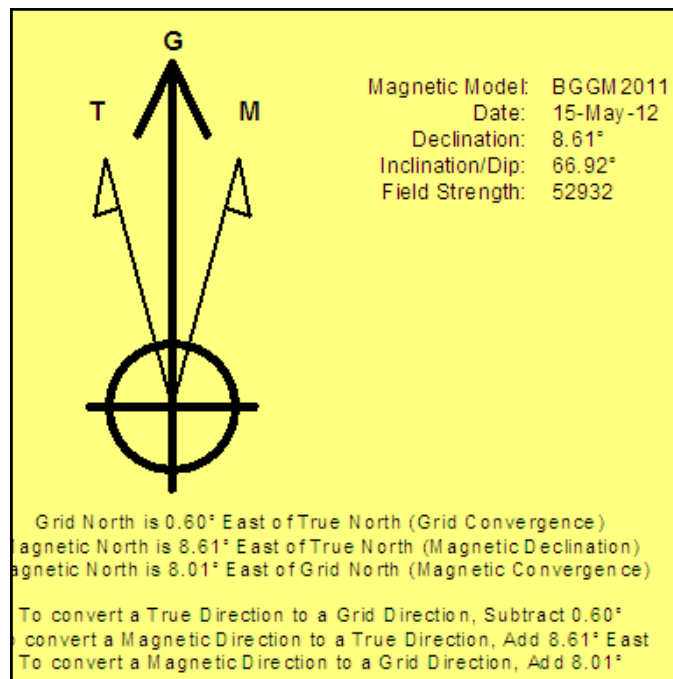 G
T M
Magnetic Model: BGGM2011
Date: 15-May-12
Declination: 8.61°
Inclination/Dip: 66.92°
Field Strength: 52932
Grid North is 0.60° East of True North (Grid Convergence)
agnetic North is 8.61° East of True North (Magnetic Declination)
agnetic North is 8.01° East of Grid North (Magnetic Convergence)
To convert a True Direction to a Grid Direction, Subtract 0.60°
o convert a Magnetic Direction to a True Direction, Add 8.61° East
To convert a Magnetic Direction to a Grid Direction, Add 8.01°